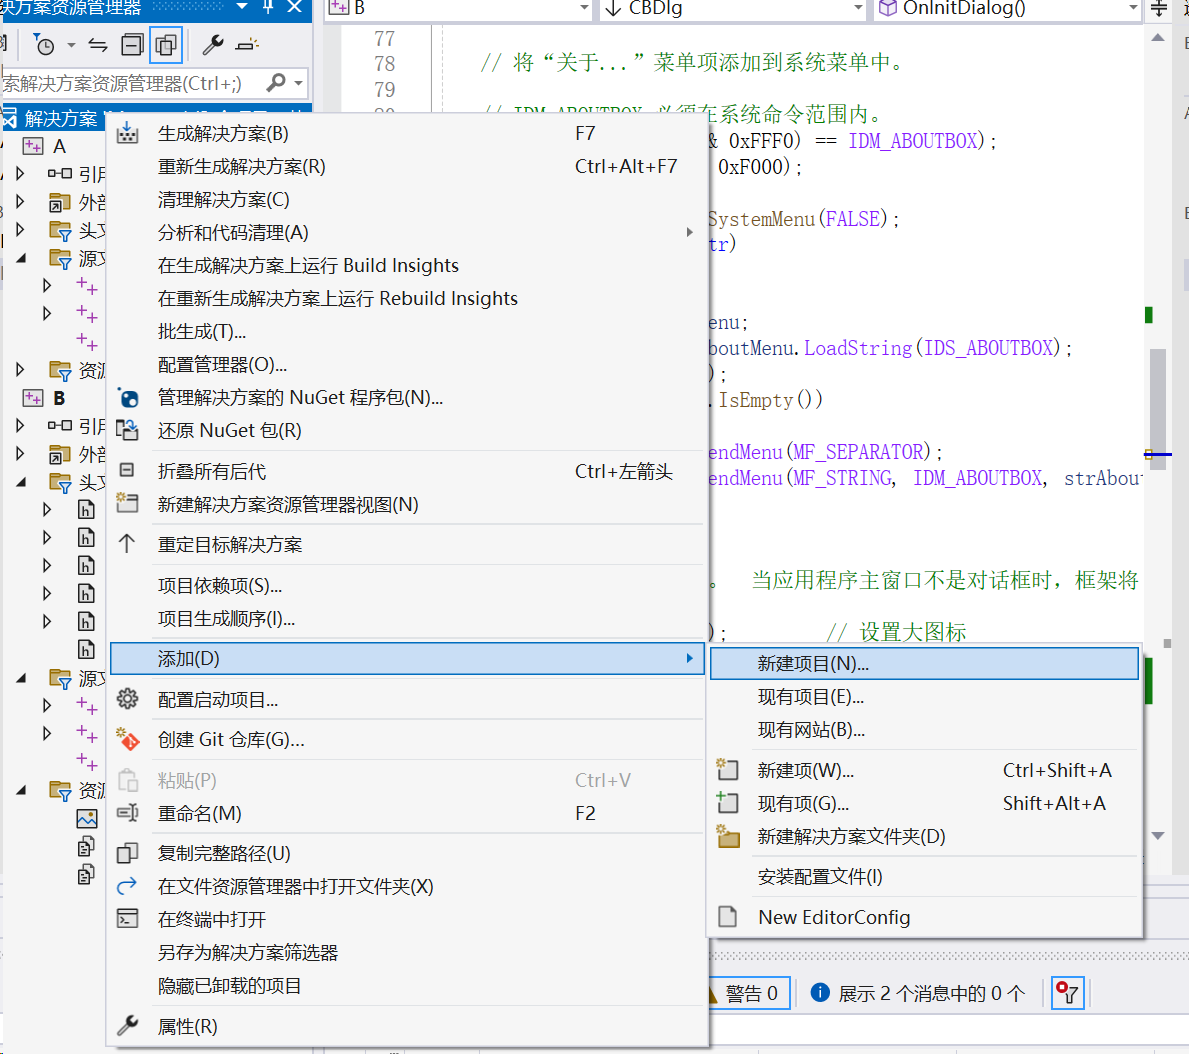 决方案资源管理器
B
CBDlg
OnInitDialog()
索解决方案资源管理器(Ctrl+;)
77
78
// 将“关于...”菜单项添加到系统菜单中。
79
解决方案
// IDM_ABOUTBOX 必须在系统命令范围内。
& 0xFFF0) == IDM_ABOUTBOX);
0xF000);
SystemMenu(FALSE);
tr)
enu;
boutMenu.LoadString(IDS_ABOUTBOX);
);
.IsEmpty())
endMenu(MF_SEPARATOR);
endMenu(MF_STRING, IDM_ABOUTBOX, strAbou
。 当应用程序主窗口不是对话框时，框架将
); // 设置大图标
A
引用
外部
头文
源文
资源
B
引用
外部
头文
源文
资源
生成解决方案(B) F7
重新生成解决方案(R) Ctrl+Alt+F7
清理解决方案(C)
分析和代码清理(A)
在生成解决方案上运行 Build Insights
在重新生成解决方案上运行 Rebuild Insights
批生成(T)...
配置管理器(O)...
管理解决方案的 NuGet 程序包(N)...
还原 NuGet 包(R)
折叠所有后代 Ctrl+左箭头
新建解决方案资源管理器视图(N)
重定目标解决方案
项目依赖项(S)...
项目生成顺序(I)...
添加(D)
配置启动项目...
创建 Git 仓库(G)...
粘贴(P) Ctrl+V
重命名(M) F2
复制完整路径(U)
在文件资源管理器中打开文件夹(X)
在终端中打开
另存为解决方案筛选器
隐藏已卸载的项目
属性(R)
新建项目(N)...
现有项目(E)...
现有网站(B)...
新建项(W)... Ctrl+Shift+A
现有项(G)... Shift+Alt+A
新建解决方案文件夹(D)
安装配置文件(I)
New EditorConfig
警告 0
展示 2 个消息中的 0 个